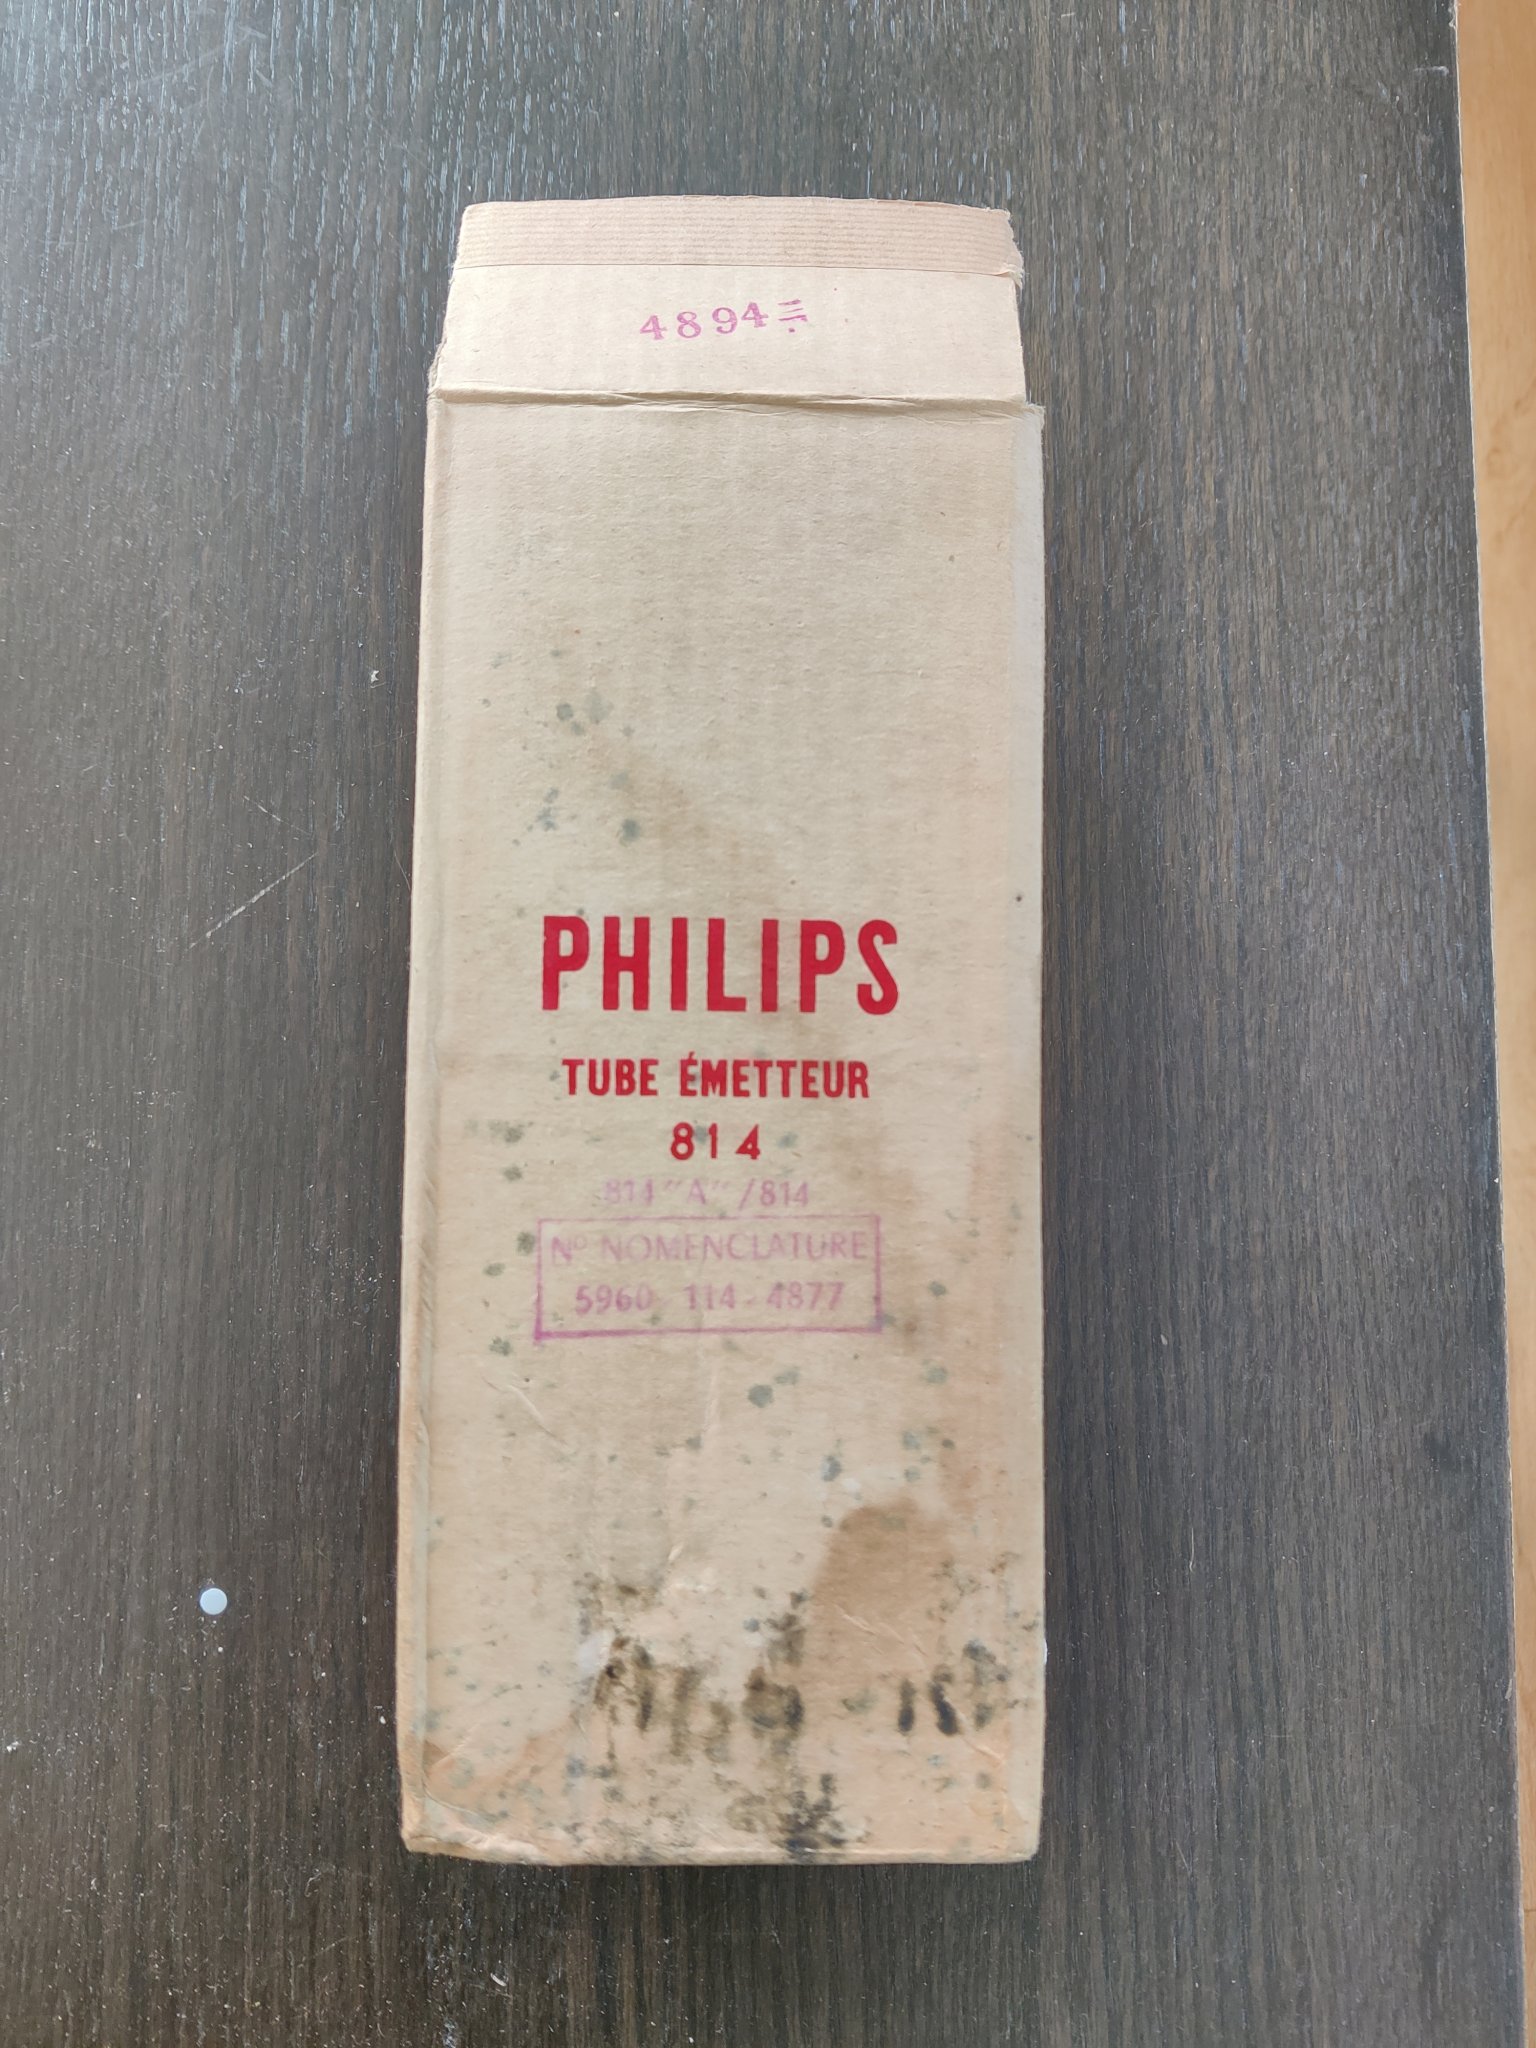 4894
PHILIPS
TUBE ÉMETTEUR
814
814 "A" /814
Nº NOMENCLATURE
5960 - 114 - 4877